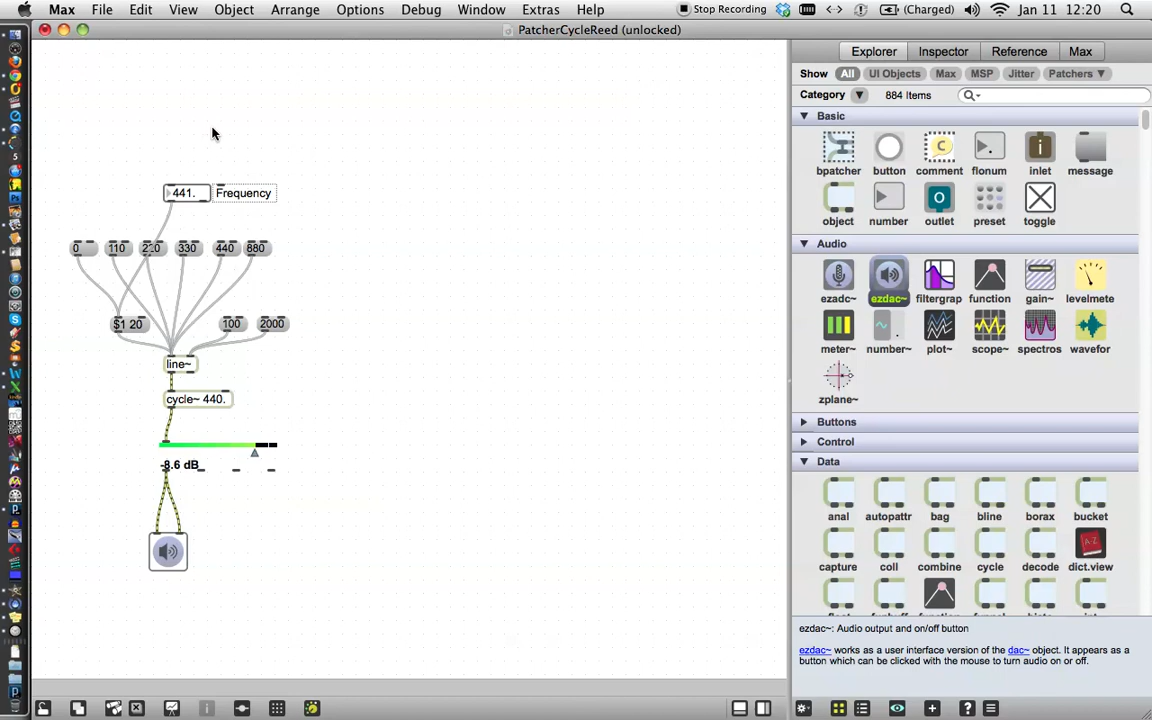 Max File Edit View Object Arrange Options Debug Window Extras Help Stop Recording (Charged) Jan 11 12:20
PatcherCycleReed (unlocked)
Explorer Inspector Reference Max
Show All UI Objects Max MSP Jitter Patchers ▼
Category ▼ 884 Items
Basic
bpatcher button comment flonum inlet message
object number outlet preset toggle
Audio
ezadc~ ezdac~ filtergrap function gain~ levelmete
meter~ number~ plot~ scope~ spectros wavefor
zplane~
Buttons
Control
Data
anal autopattr bag bline borax bucket
capture coll combine cycle decode dict.view
ezdac~: Audio output and on/off button
ezdac~ works as a user interface version of the dac~ object. It appears as a
button which can be clicked with the mouse to turn audio on or off.
441. Frequency
0 110 220 330 440 880
$1 20 100 2000
line~
cycle~ 440.
-8.6 dB